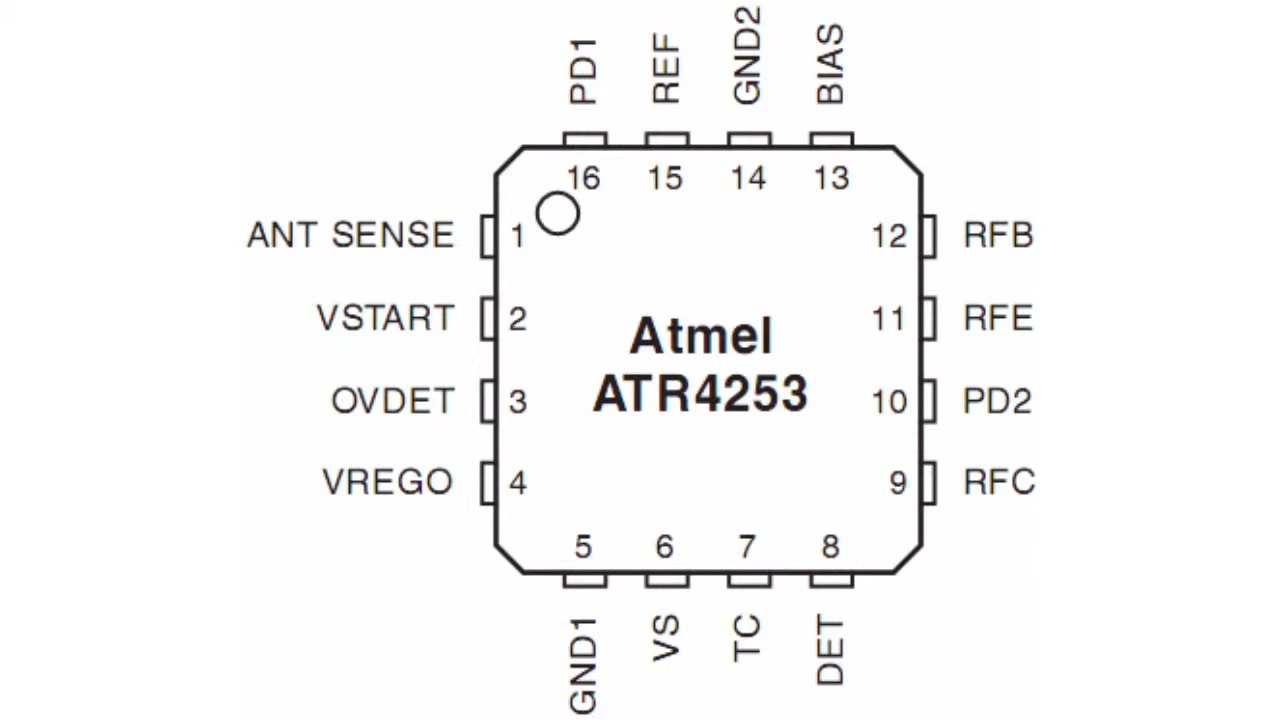 PD1 REF GND2 BIAS
16 15 14 13
ANT SENSE 1 12 RFB
VSTART 2 11 RFE
Atmel
ATR4253
OVDET 3 10 PD2
VREGO 4 9 RFC
5 6 7 8
GND1 VS TC DET